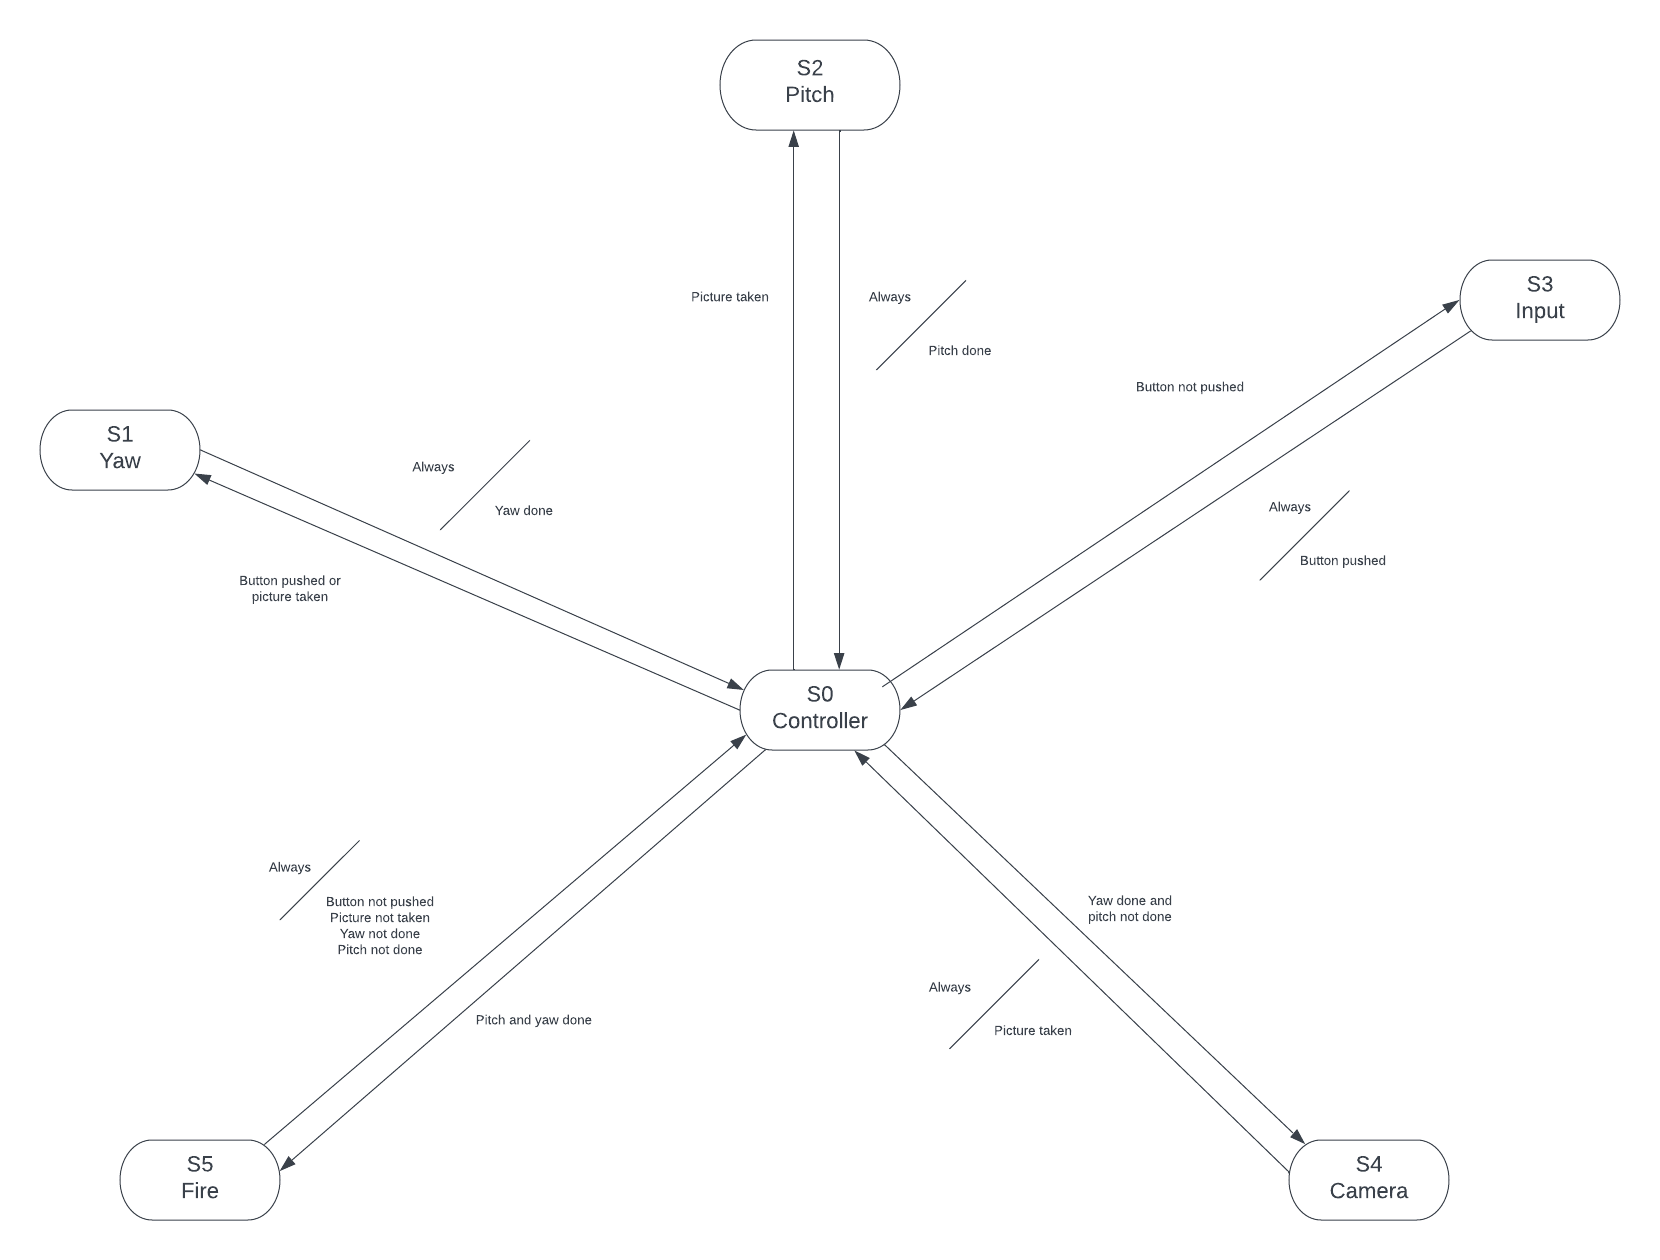 S2
Pitch
Picture taken
Always
Pitch done
S3
Input
Button not pushed
Always
Button pushed
S1
Yaw
Always
Yaw done
Button pushed or
picture taken
S0
Controller
Always
Button not pushed
Picture not taken
Yaw not done
Pitch not done
Pitch and yaw done
Yaw done and
pitch not done
Always
Picture taken
S5
Fire
S4
Camera